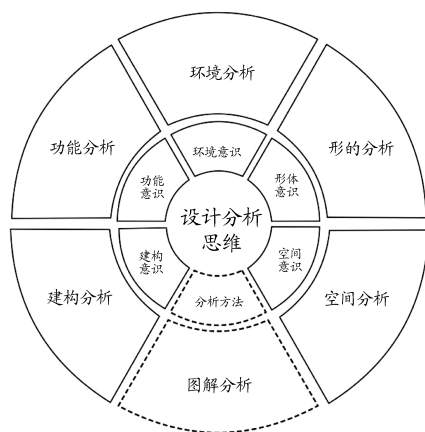 环境分析
功能分析
形的分析
环境意识
功能
意识
形体
意识
设计分析
思维
建构
意识
空间
意识
分析方法
建构分析
空间分析
图解分析